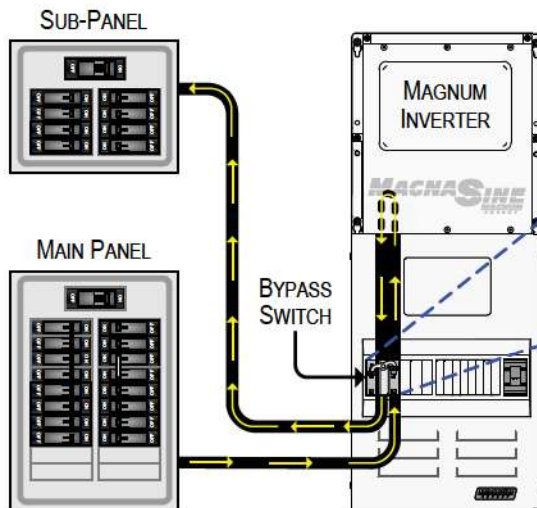 SUB-PANEL
MAGNUM
INVERTER
MAGNASINE
MAIN PANEL
BYPASS
SWITCH